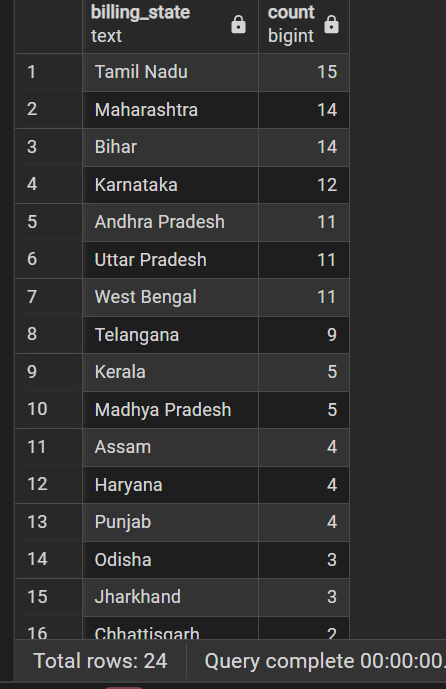 billing_state count
text bigint
1 Tamil Nadu 15
2 Maharashtra 14
3 Bihar 14
4 Karnataka 12
5 Andhra Pradesh 11
6 Uttar Pradesh 11
7 West Bengal 11
8 Telangana 9
9 Kerala 5
10 Madhya Pradesh 5
11 Assam 4
12 Haryana 4
13 Punjab 4
14 Odisha 3
15 Jharkhand 3
16 Chhattisgarh 2
Total rows: 24 Query complete 00:00:00.